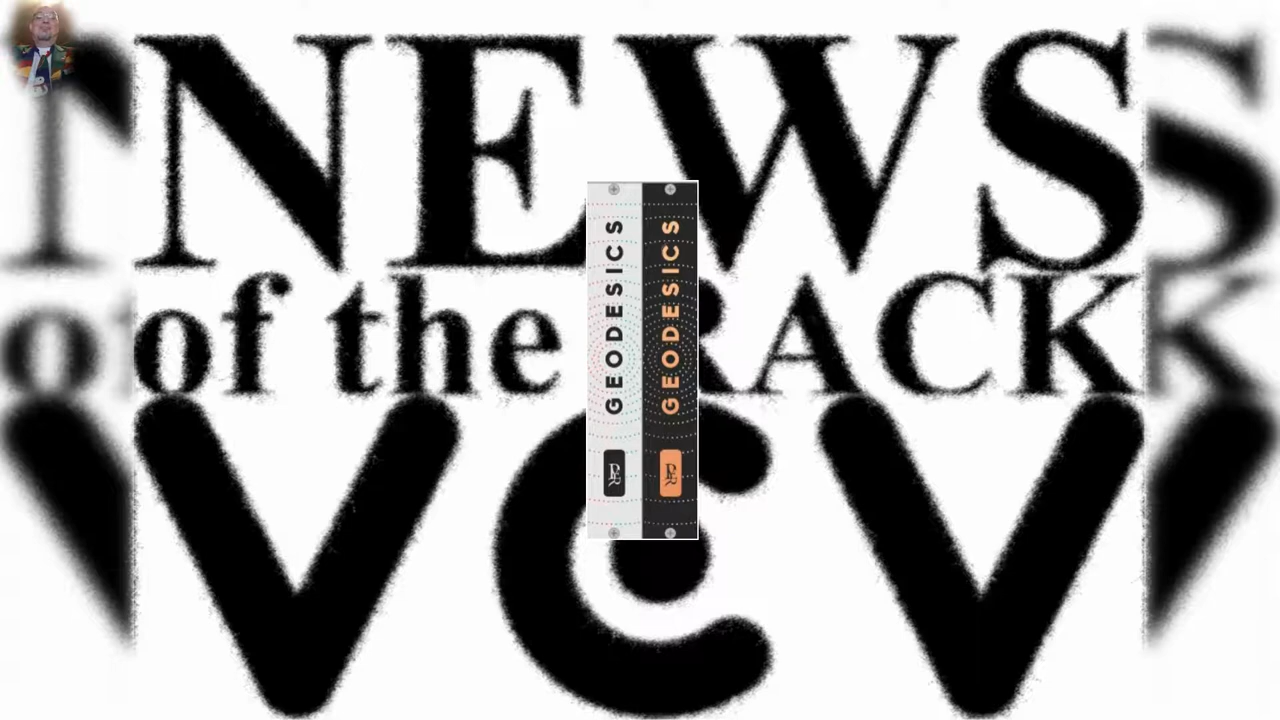 NEWS
of the RACK
VCV
GEODESICS
GEODESICS